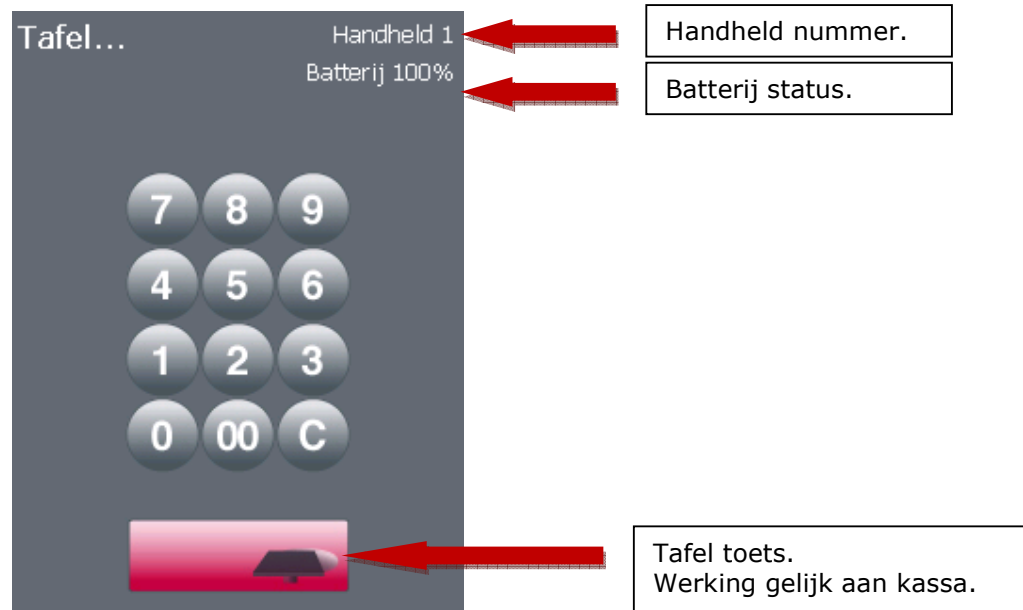 Tafel... Handheld 1 Handheld nummer.
Batterij 100% Batterij status.
7 8 9
4 5 6
1 2 3
0 00 C
Tafel toets.
Werking gelijk aan kassa.